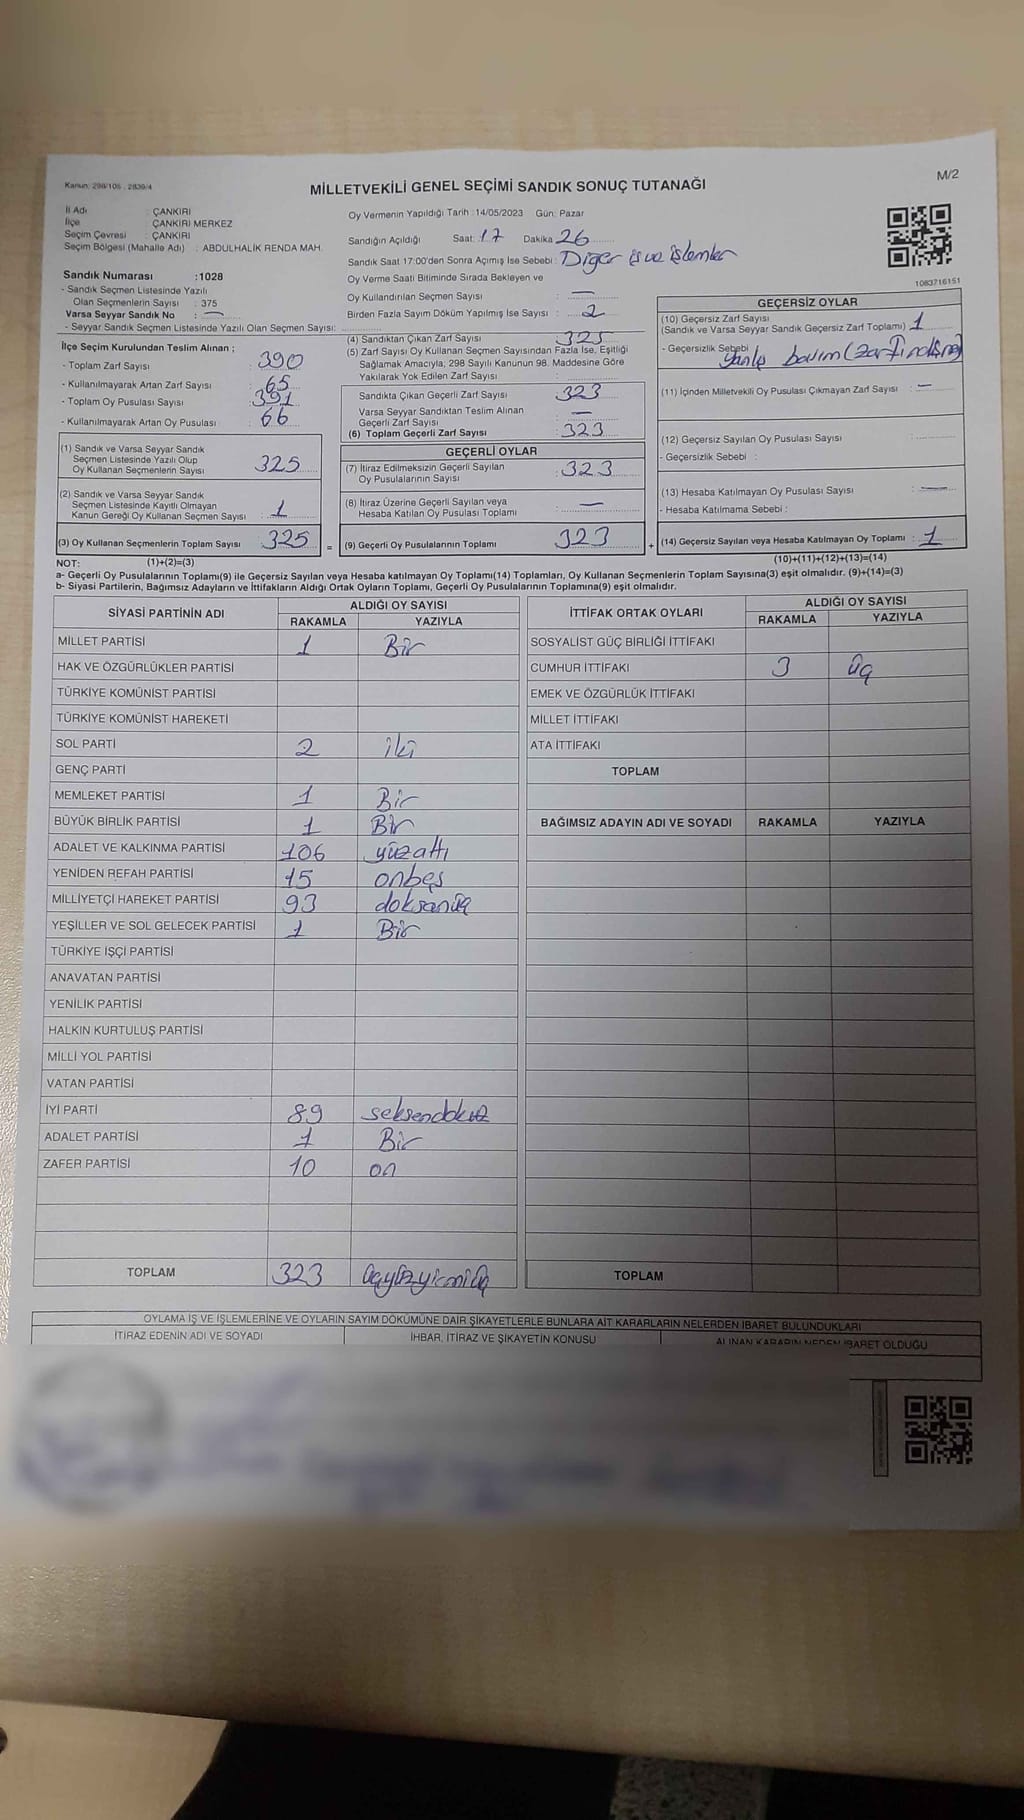 Kanun: 298/105 , 2839/4
MİLLETVEKİLİ GENEL SEÇİMİ SANDIK SONUÇ TUTANAĞI
M/2
İl Adı : ÇANKIRI
İlçe : ÇANKIRI MERKEZ
Seçim Çevresi : ÇANKIRI
Seçim Bölgesi (Mahalle Adı) : ABDULHALİK RENDA MAH.
Sandık Numarası :1028
- Sandık Seçmen Listesinde Yazılı
Olan Seçmenlerin Sayısı : 375
Varsa Seyyar Sandık No : —
- Seyyar Sandık Seçmen Listesinde Yazılı Olan Seçmen Sayısı:
Oy Vermenin Yapıldığı Tarih :14/05/2023 Gün: Pazar
Sandığın Açıldığı Saat: 17 Dakika 26
Sandık Saat 17:00'den Sonra Açılmış İse Sebebi : Diğer iş ve işlemler
Oy Verme Saati Bitiminde Sırada Bekleyen ve
Oy Kullandırılan Seçmen Sayısı : —
Birden Fazla Sayım Döküm Yapılmış İse Sayısı : 2
1083716151
İlçe Seçim Kurulundan Teslim Alınan ;
- Toplam Zarf Sayısı : 390
- Kullanılmayarak Artan Zarf Sayısı : 65
- Toplam Oy Pusulası Sayısı : 391
- Kullanılmayarak Artan Oy Pusulası : 66
(1) Sandık ve Varsa Seyyar Sandık
Seçmen Listesinde Yazılı Olup
Oy Kullanan Seçmenlerin Sayısı : 325
(2) Sandık ve Varsa Seyyar Sandık
Seçmen Listesinde Kayıtlı Olmayan
Kanun Gereği Oy Kullanan Seçmen Sayısı : 1
(3) Oy Kullanan Seçmenlerin Toplam Sayısı : 325
(4) Sandıktan Çıkan Zarf Sayısı : 325
(5) Zarf Sayısı Oy Kullanan Seçmen Sayısından Fazla İse, Eşitliği
Sağlamak Amacıyla; 298 Sayılı Kanunun 98. Maddesine Göre
Yakılarak Yok Edilen Zarf Sayısı :
Sandıkta Çıkan Geçerli Zarf Sayısı : 323
Varsa Seyyar Sandıktan Teslim Alınan
Geçerli Zarf Sayısı : —
(6) Toplam Geçerli Zarf Sayısı : 323
GEÇERLİ OYLAR
(7) İtiraz Edilmeksizin Geçerli Sayılan
Oy Pusulalarının Sayısı : 323
(8) İtiraz Üzerine Geçerli Sayılan veya
Hesaba Katılan Oy Pusulası Toplamı : —
= (9) Geçerli Oy Pusulalarının Toplamı : 323
GEÇERSİZ OYLAR
(10) Geçersiz Zarf Sayısı
(Sandık ve Varsa Seyyar Sandık Geçersiz Zarf Toplamı) : 1
- Geçersizlik Sebebi :
(11) İçinden Milletvekili Oy Pusulası Çıkmayan Zarf Sayısı : —
(12) Geçersiz Sayılan Oy Pusulası Sayısı :
- Geçersizlik Sebebi :
(13) Hesaba Katılmayan Oy Pusulası Sayısı : —
- Hesaba Katılmama Sebebi :
+ (14) Geçersiz Sayılan veya Hesaba Katılmayan Oy Toplamı : 1
NOT: (1)+(2)=(3)
(10)+(11)+(12)+(13)=(14)
a- Geçerli Oy Pusulalarının Toplamı(9) ile Geçersiz Sayılan veya Hesaba katılmayan Oy Toplamı(14) Toplamları, Oy Kullanan Seçmenlerin Toplam Sayısına(3) eşit olmalıdır. (9)+(14)=(3)
b- Siyasi Partilerin, Bağımsız Adayların ve İttifakların Aldığı Ortak Oyların Toplamı, Geçerli Oy Pusulalarının Toplamına(9) eşit olmalıdır.
SİYASİ PARTİNİN ADI ALDIĞI OY SAYISI
RAKAMLA YAZIYLA
MİLLET PARTİSİ 1 Bir
HAK VE ÖZGÜRLÜKLER PARTİSİ
TÜRKİYE KOMÜNİST PARTİSİ
TÜRKİYE KOMÜNİST HAREKETİ
SOL PARTİ 2 iki
GENÇ PARTİ
MEMLEKET PARTİSİ 1 Bir
BÜYÜK BİRLİK PARTİSİ 1 Bir
ADALET VE KALKINMA PARTİSİ 106 yüzaltı
YENİDEN REFAH PARTİSİ 15 onbeş
MİLLİYETÇİ HAREKET PARTİSİ 93 doksanüç
YEŞİLLER VE SOL GELECEK PARTİSİ 1 Bir
TÜRKİYE İŞÇİ PARTİSİ
ANAVATAN PARTİSİ
YENİLİK PARTİSİ
HALKIN KURTULUŞ PARTİSİ
MİLLİ YOL PARTİSİ
VATAN PARTİSİ
İYİ PARTİ 89 seksendokuz
ADALET PARTİSİ 1 Bir
ZAFER PARTİSİ 10 on
TOPLAM 323 üçyüzyirmiüç
İTTİFAK ORTAK OYLARI ALDIĞI OY SAYISI
RAKAMLA YAZIYLA
SOSYALİST GÜÇ BİRLİĞİ İTTİFAKI
CUMHUR İTTİFAKI 3 üç
EMEK VE ÖZGÜRLÜK İTTİFAKI
MİLLET İTTİFAKI
ATA İTTİFAKI
TOPLAM
BAĞIMSIZ ADAYIN ADI VE SOYADI RAKAMLA YAZIYLA
TOPLAM
OYLAMA İŞ VE İŞLEMLERİNE VE OYLARIN SAYIM DÖKÜMÜNE DAİR ŞİKAYETLERLE BUNLARA AİT KARARLARIN NELERDEN İBARET BULUNDUKLARI
İTİRAZ EDENİN ADI VE SOYADI İHBAR, İTİRAZ VE ŞİKAYETİN KONUSU ALINAN KARARIN NEDEN İBARET OLDUĞU